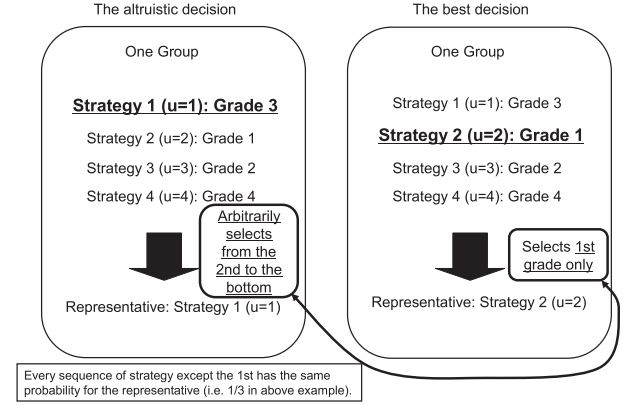 The altruistic decision
One Group
Strategy 1 (u=1): Grade 3
Strategy 2 (u=2): Grade 1
Strategy 3 (u=3): Grade 2
Strategy 4 (u=4): Grade 4
Arbitrarily
selects
from the
2nd to the
bottom
Representative: Strategy 1 (u=1)
The best decision
One Group
Strategy 1 (u=1): Grade 3
Strategy 2 (u=2): Grade 1
Strategy 3 (u=3): Grade 2
Strategy 4 (u=4): Grade 4
Selects 1st
grade only
Representative: Strategy 2 (u=2)
Every sequence of strategy except the 1st has the same
probability for the representative (i.e. 1/3 in above example).